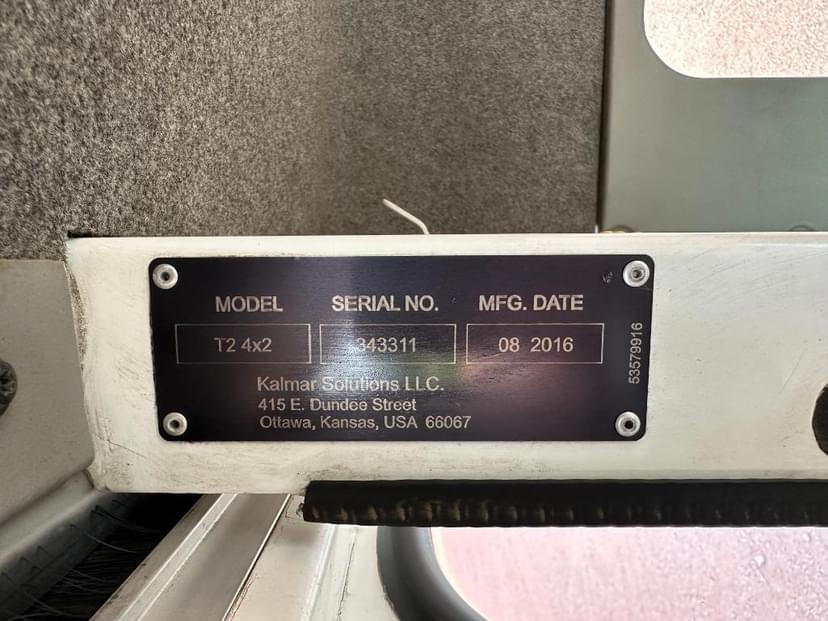 MODEL SERIAL NO. MFG. DATE
T2 4x2 343311 08 2016
Kalmar Solutions LLC.
415 E. Dundee Street
Ottawa, Kansas, USA 66067
53579916